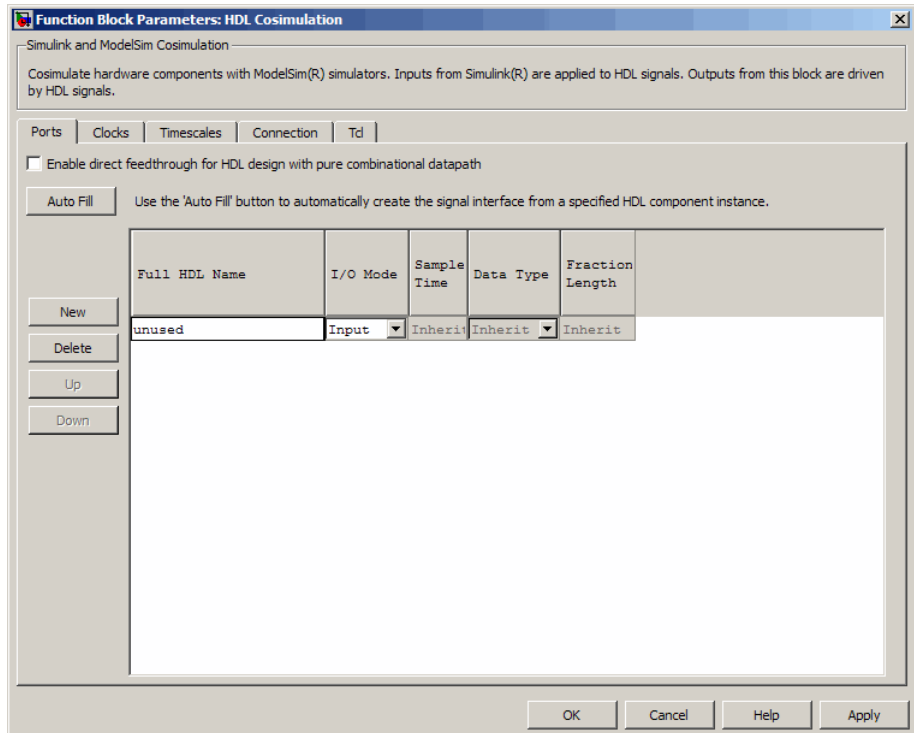 Function Block Parameters: HDL Cosimulation
Simulink and ModelSim Cosimulation
Cosimulate hardware components with ModelSim(R) simulators. Inputs from Simulink(R) are applied to HDL signals. Outputs from this block are driven
by HDL signals.
Ports Clocks Timescales Connection Tcl
Enable direct feedthrough for HDL design with pure combinational datapath
Auto Fill Use the 'Auto Fill' button to automatically create the signal interface from a specified HDL component instance.
Full HDL Name I/O Mode Sample Time Data Type Fraction Length
New
unused Input Inherit Inherit Inherit
Delete
Up
Down
OK Cancel Help Apply